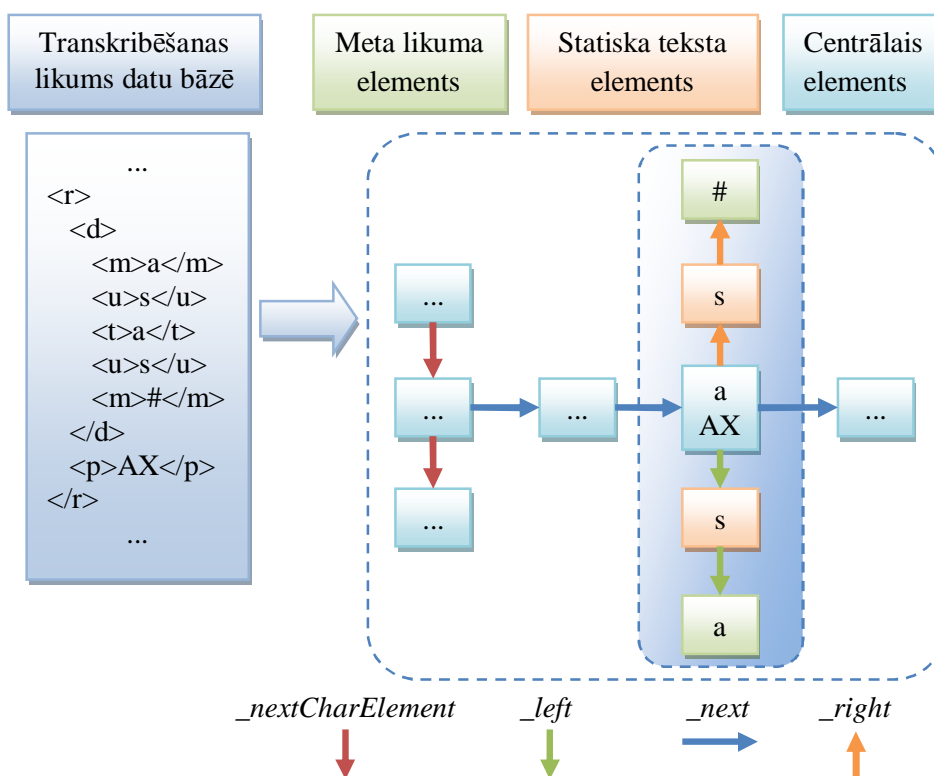 Transkribēšanas
likums datu bāzē
Meta likuma
elements
Statiska teksta
elements
Centrālais
elements
...
<r>
<d>
<m>a</m>
<u>s</u>
<t>a</t>
<u>s</u>
<m>#</m>
</d>
<p>AX</p>
</r>
...
#
...
s
...
...
a
AX
...
...
s
a
_nextCharElement
_left
_next
_right